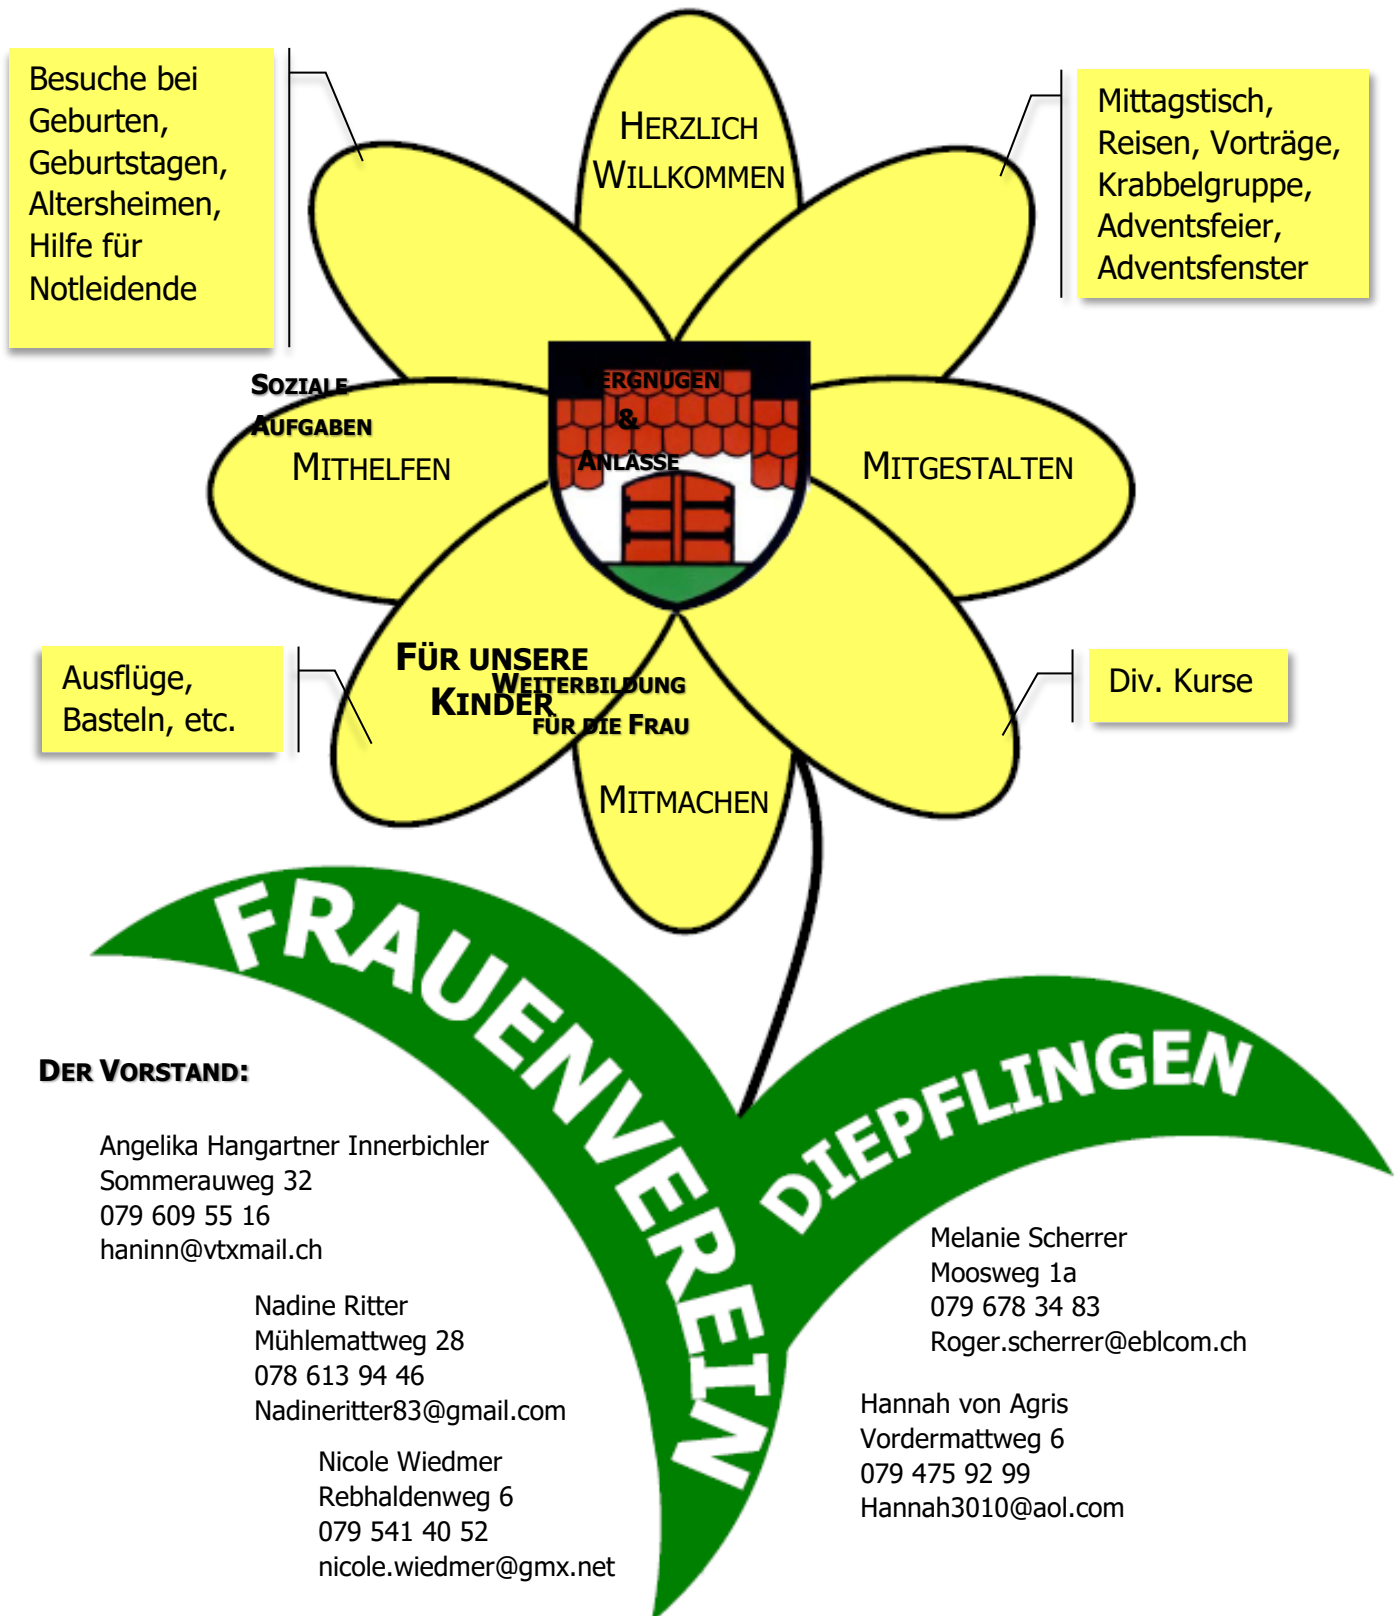 Besuche bei
Geburten,
Geburtstagen,
Altersheimen,
Hilfe für
Notleidende
HERZLICH
WILLKOMMEN
Mittagstisch,
Reisen, Vorträge,
Krabbelgruppe,
Adventsfeier,
Adventsfenster
SOZIALE
AUFGABEN
MITHELFEN
VERGNÜGEN
&
ANLÄSSE
MITGESTALTEN
Ausflüge,
Basteln, etc.
FÜR UNSERE
KINDER
WEITERBILDUNG
FÜR DIE FRAU
Div. Kurse
MITMACHEN
FRAUENVEREIN
DIEPFLINGEN
DER VORSTAND:
Angelika Hangartner Innerbichler
Sommerauweg 32
079 609 55 16
haninn@vtxmail.ch
Nadine Ritter
Mühlemattweg 28
078 613 94 46
Nadineritter83@gmail.com
Nicole Wiedmer
Rebhaldenweg 6
079 541 40 52
nicole.wiedmer@gmx.net
Melanie Scherrer
Moosweg 1a
079 678 34 83
Roger.scherrer@eblcom.ch
Hannah von Agris
Vordermattweg 6
079 475 92 99
Hannah3010@aol.com